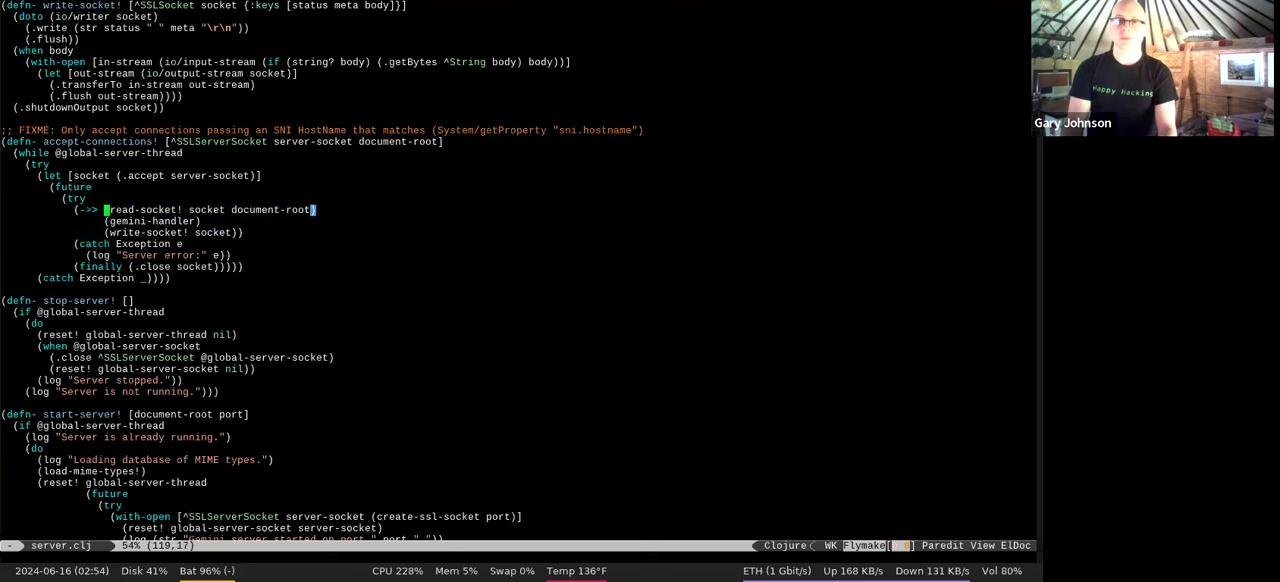 (defn- write-socket! [^SSLSocket socket {:keys [status meta body]}]
  (doto (io/writer socket)
    (.write (str status " " meta "\r\n"))
    (.flush))
  (when body
    (with-open [in-stream (io/input-stream (if (string? body) (.getBytes ^String body) body))]
      (let [out-stream (io/output-stream socket)]
        (.transferTo in-stream out-stream)
        (.flush out-stream))))
  (.shutdownOutput socket))
;; FIXME: Only accept connections passing an SNI HostName that matches (System/getProperty "sni.hostname")
(defn- accept-connections! [^SSLServerSocket server-socket document-root]
  (while @global-server-thread
    (try
      (let [socket (.accept server-socket)]
        (future
          (try
            (->> (read-socket! socket document-root)
                 (gemini-handler)
                 (write-socket! socket))
            (catch Exception e
              (log "Server error:" e))
            (finally (.close socket)))))
      (catch Exception _))))
(defn- stop-server! []
  (if @global-server-thread
    (do
      (reset! global-server-thread nil)
      (when @global-server-socket
        (.close ^SSLServerSocket @global-server-socket)
        (reset! global-server-socket nil))
      (log "Server stopped."))
    (log "Server is not running.")))
(defn- start-server! [document-root port]
  (if @global-server-thread
    (log "Server is already running.")
    (do
      (log "Loading database of MIME types.")
      (load-mime-types!)
      (reset! global-server-thread
              (future
                (try
                  (with-open [^SSLServerSocket server-socket (create-ssl-socket port)]
                    (reset! global-server-socket server-socket)
                    (log (str "Gemini server started on port " port "."))
- server.clj 54% (119,17) Clojure WK Flymake[ 8 ] Paredit View ElDoc
2024-06-16 (02:54) Disk 41% Bat 96% (-) CPU 228% Mem 5% Swap 0% Temp 136°F ETH (1 Gbit/s) Up 168 KB/s Down 131 KB/s Vol 80%
Happy Hacking
Gary Johnson